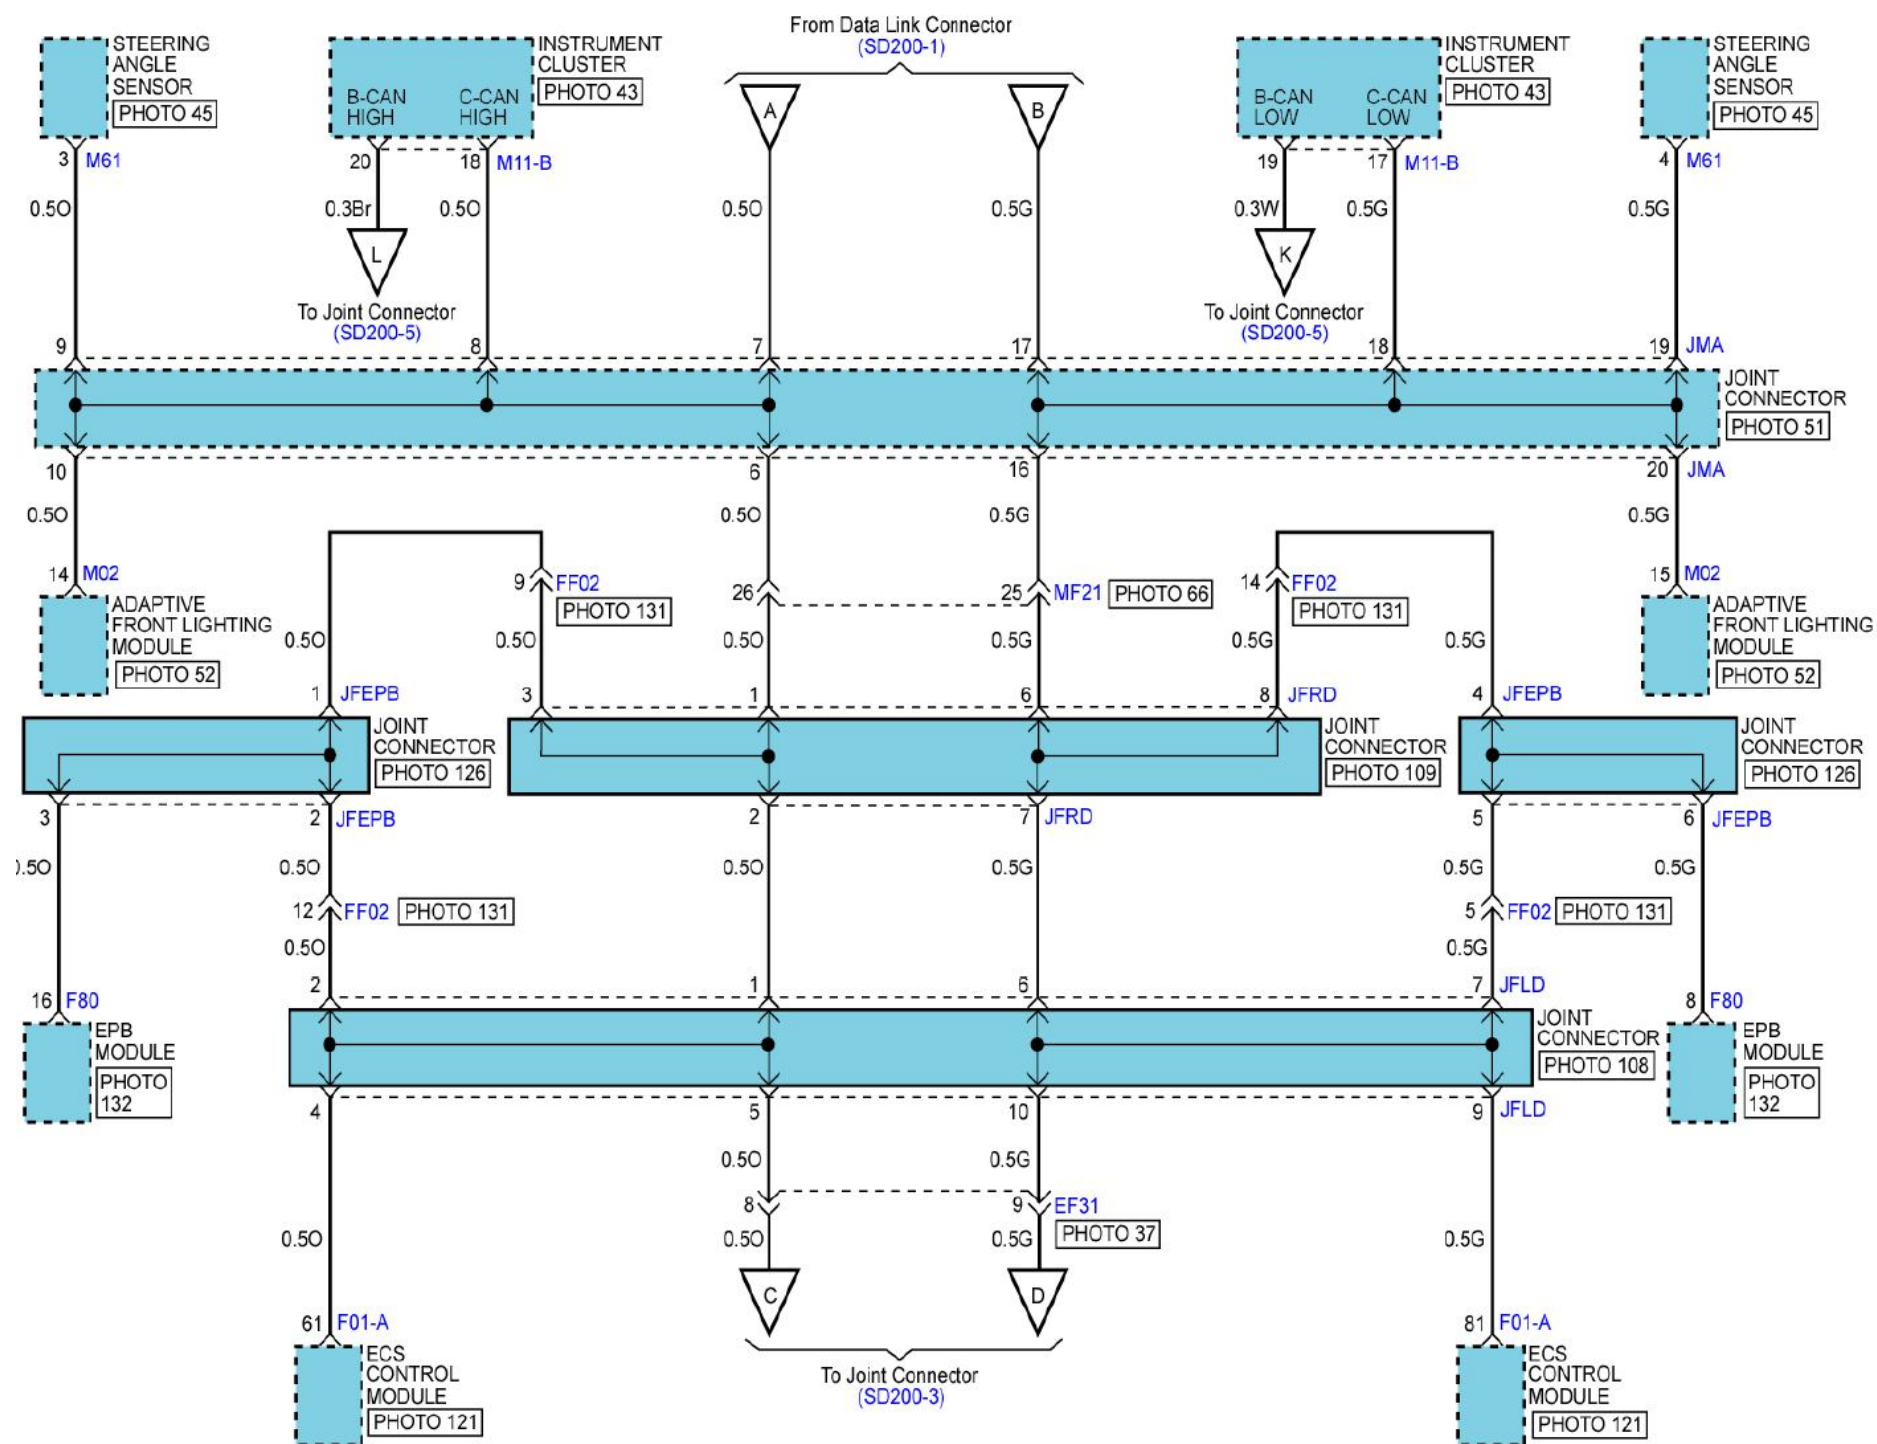 From Data Link Connector
(SD200-1)
STEERING
ANGLE
SENSOR
PHOTO 45
B-CAN
HIGH
C-CAN
HIGH
INSTRUMENT
CLUSTER
PHOTO 43
A
B
B-CAN
LOW
C-CAN
LOW
INSTRUMENT
CLUSTER
PHOTO 43
STEERING
ANGLE
SENSOR
PHOTO 45
3 M61
20
18 M11-B
19
17 M11-B
4 M61
0.5O
0.3Br
0.5O
0.5O
0.5G
0.3W
0.5G
0.5G
L
K
To Joint Connector
(SD200-5)
To Joint Connector
(SD200-5)
9
8
7
17
18
19 JMA
JOINT
CONNECTOR
PHOTO 51
10
6
16
20 JMA
0.5O
0.5O
0.5G
0.5G
14 M02
9 FF02
PHOTO 131
26
25 MF21 PHOTO 66
14 FF02
PHOTO 131
15 M02
ADAPTIVE
FRONT LIGHTING
MODULE
PHOTO 52
ADAPTIVE
FRONT LIGHTING
MODULE
PHOTO 52
0.5O
0.5O
0.5O
0.5G
0.5G
0.5G
1 JFEPB
3
1
6
8 JFRD
4 JFEPB
JOINT
CONNECTOR
PHOTO 126
JOINT
CONNECTOR
PHOTO 109
JOINT
CONNECTOR
PHOTO 126
3
2 JFEPB
2
7 JFRD
5
6 JFEPB
0.5O
0.5O
0.5G
0.5G
0.5G
12 FF02 PHOTO 131
5 FF02 PHOTO 131
0.5O
0.5G
2
1
6
7 JFLD
16 F80
8 F80
EPB
MODULE
PHOTO
132
JOINT
CONNECTOR
PHOTO 108
EPB
MODULE
PHOTO
132
4
5
10
9 JFLD
0.5O
0.5G
8
9 EF31
PHOTO 37
0.5O
0.5O
0.5G
0.5G
C
D
61 F01-A
81 F01-A
To Joint Connector
(SD200-3)
ECS
CONTROL
MODULE
PHOTO 121
ECS
CONTROL
MODULE
PHOTO 121